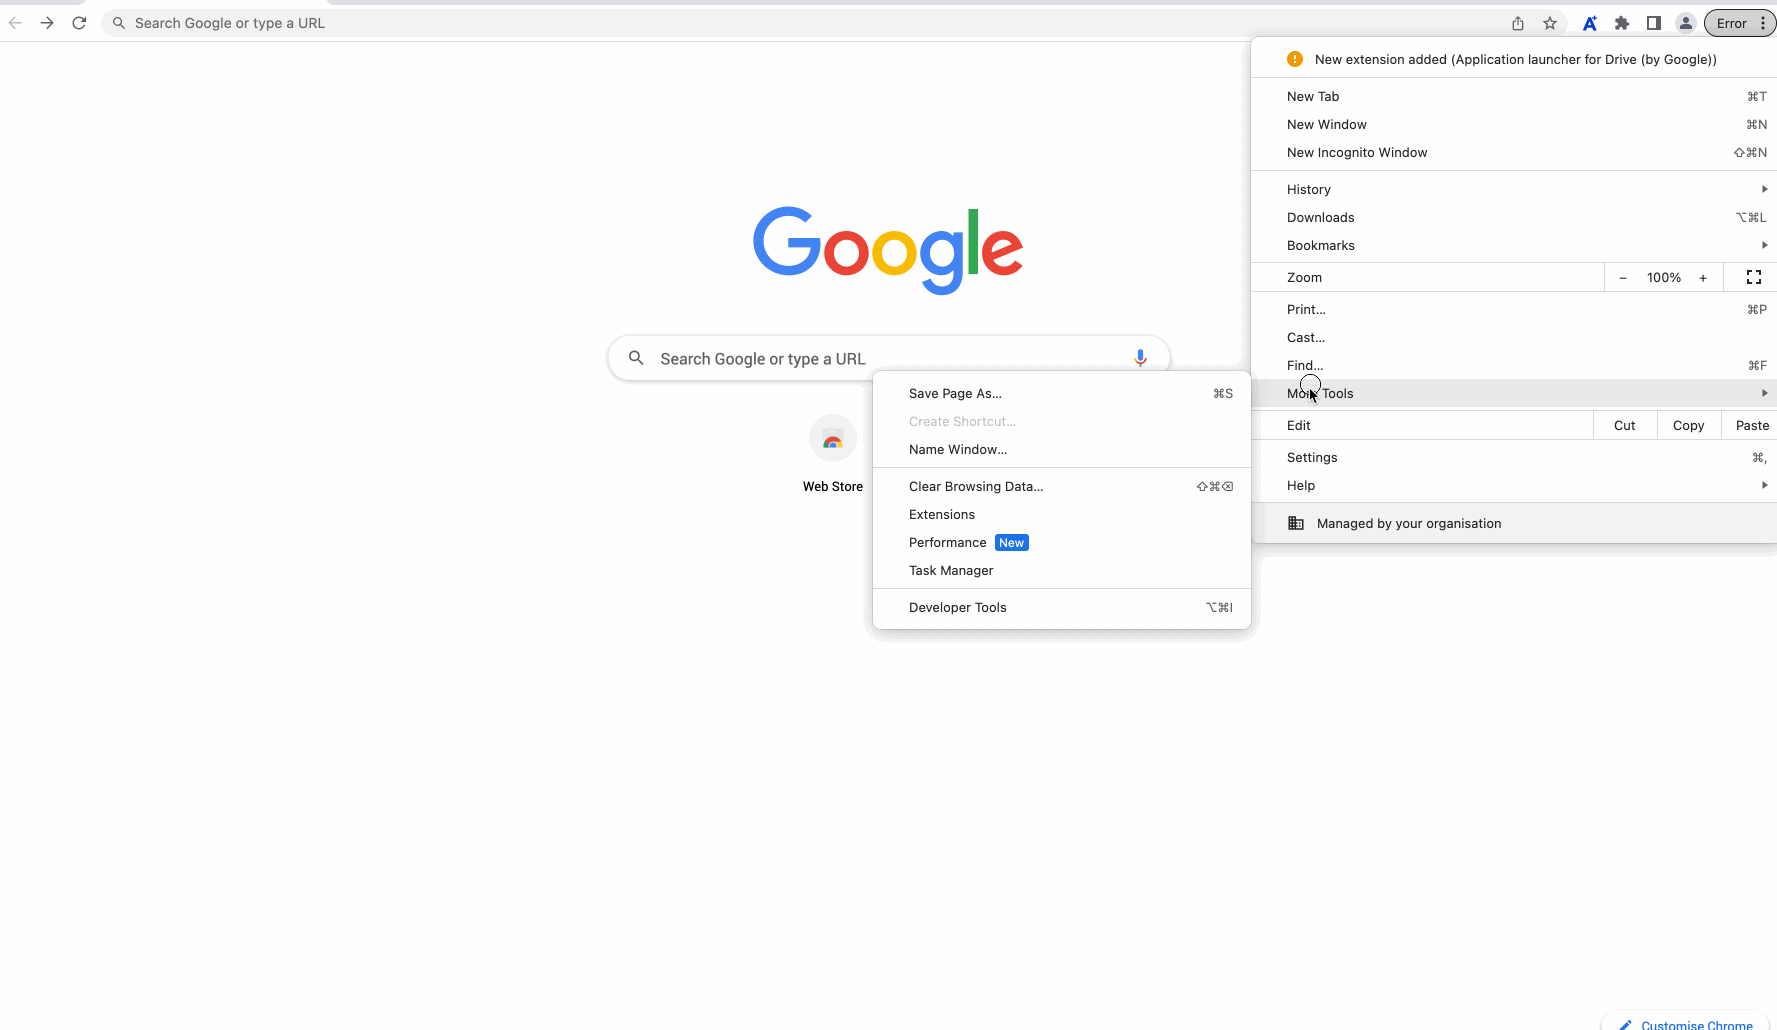 Search Google or type a URL
Error
New extension added (Application launcher for Drive (by Google))
New Tab ⌘T
New Window ⌘N
New Incognito Window ⇧⌘N
History
Downloads ⌥⌘L
Bookmarks
Zoom − 100% +
Print... ⌘P
Cast...
Find... ⌘F
More Tools
Edit Cut Copy Paste
Settings ⌘,
Help
Managed by your organisation
Google
Search Google or type a URL
Web Store
Save Page As... ⌘S
Create Shortcut...
Name Window...
Clear Browsing Data... ⇧⌘⌫
Extensions
Performance New
Task Manager
Developer Tools ⌥⌘I
Customise Chrome